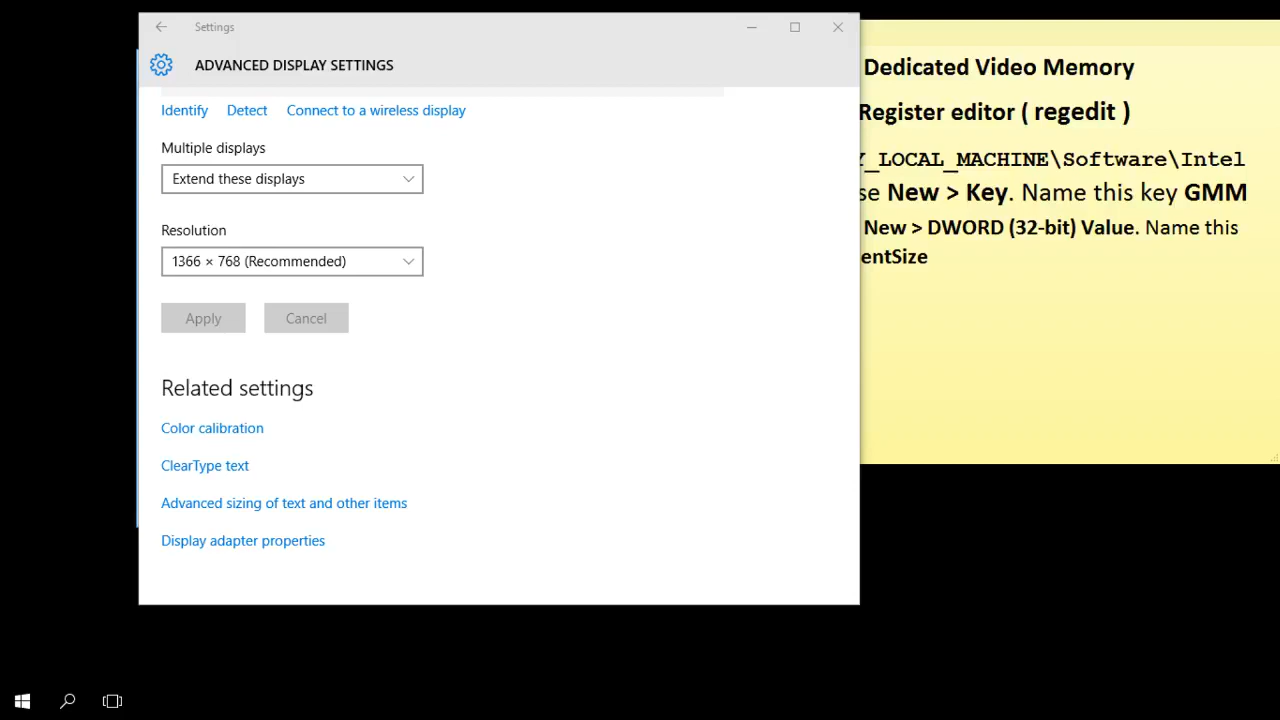 Settings
ADVANCED DISPLAY SETTINGS
Identify Detect Connect to a wireless display
Multiple displays
Extend these displays
Resolution
1366 × 768 (Recommended)
Apply Cancel
Related settings
Color calibration
ClearType text
Advanced sizing of text and other items
Display adapter properties
Dedicated Video Memory
Register editor ( regedit )
Y_LOCAL_MACHINE\Software\Intel
se New > Key. Name this key GMM
New > DWORD (32-bit) Value. Name this
entSize